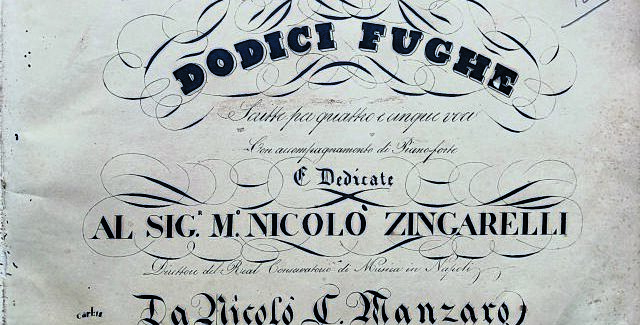 DODICI FUGHE
Scritte pa quattro e cinque voci
Con accompagnamento di Piano-forte
E Dedicate
AL SIG.R M.O NICOLÒ ZINGARELLI
Direttore del Real Conservatorio di Musica in Napoli
Da Nicolò C. Manzaro